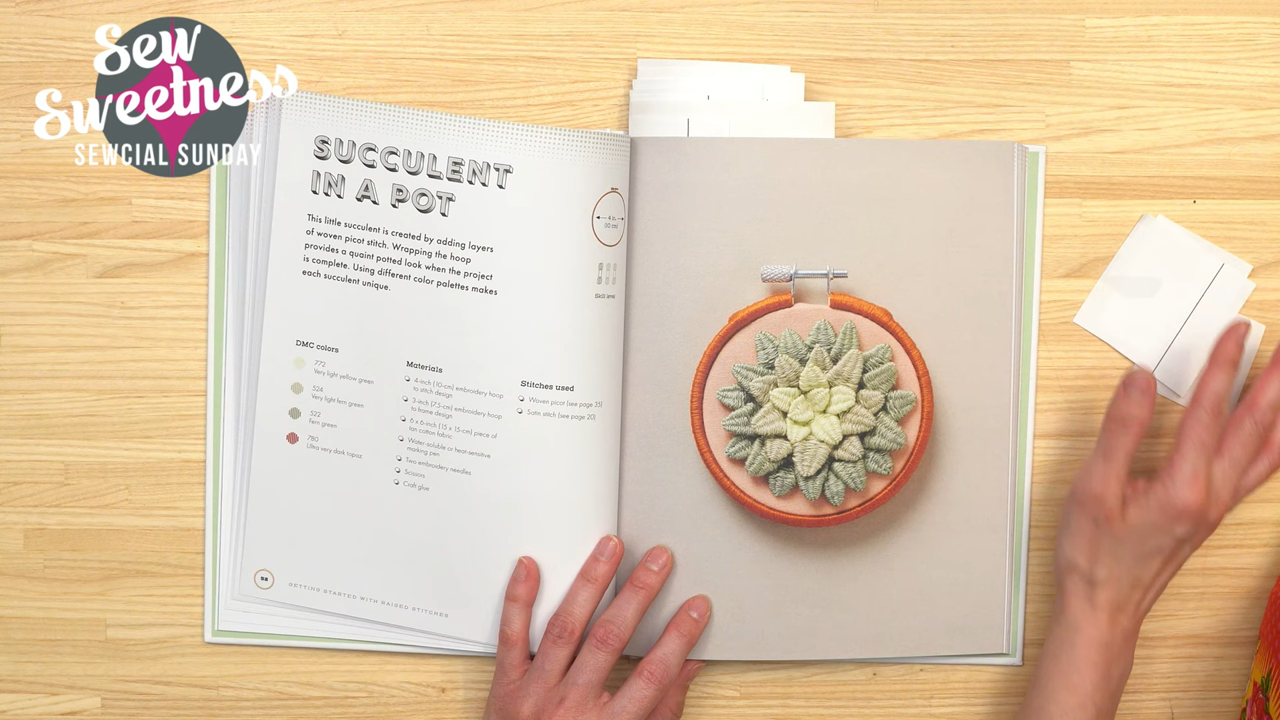 Sew
Sweetness
SEWCIAL SUNDAY
SUCCULENT
IN A POT
This little succulent is created by adding layers
of woven picot stitch. Wrapping the hoop
provides a quaint potted look when the project
is complete. Using different color palettes makes
each succulent unique.
4 in.
(10 cm)
Skill level
DMC colors
772
Very light yellow green
524
Very light fern green
522
Fern green
780
Ultra very dark topaz
Materials
4-inch (10-cm) embroidery hoop
to stitch design
3-inch (7.5-cm) embroidery hoop
to frame design
6 x 6-inch (15 x 15-cm) piece of
tan cotton fabric
Water-soluble or heat-sensitive
marking pen
Two embroidery needles
Scissors
Craft glue
Stitches used
Woven picot (see page 35)
Satin stitch (see page 20)
52
GETTING STARTED WITH RAISED STITCHES